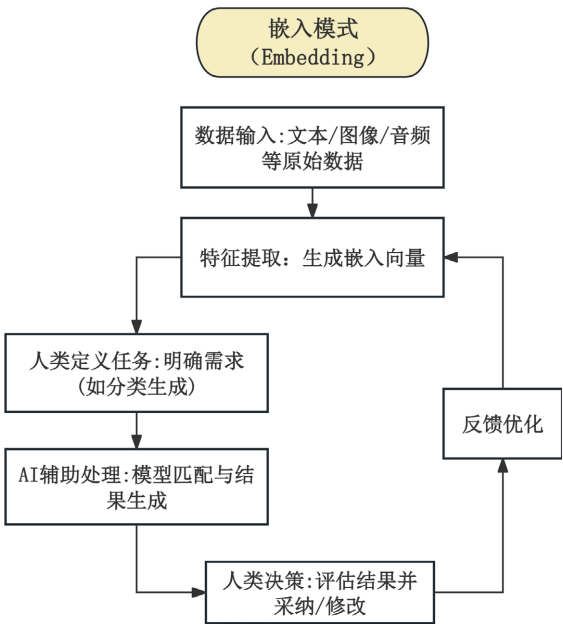 嵌入模式
（Embedding）
数据输入:文本/图像/音频
等原始数据
特征提取：生成嵌入向量
人类定义任务:明确需求
(如分类生成)
AI辅助处理:模型匹配与结
果生成
人类决策:评估结果并
采纳/修改
反馈优化